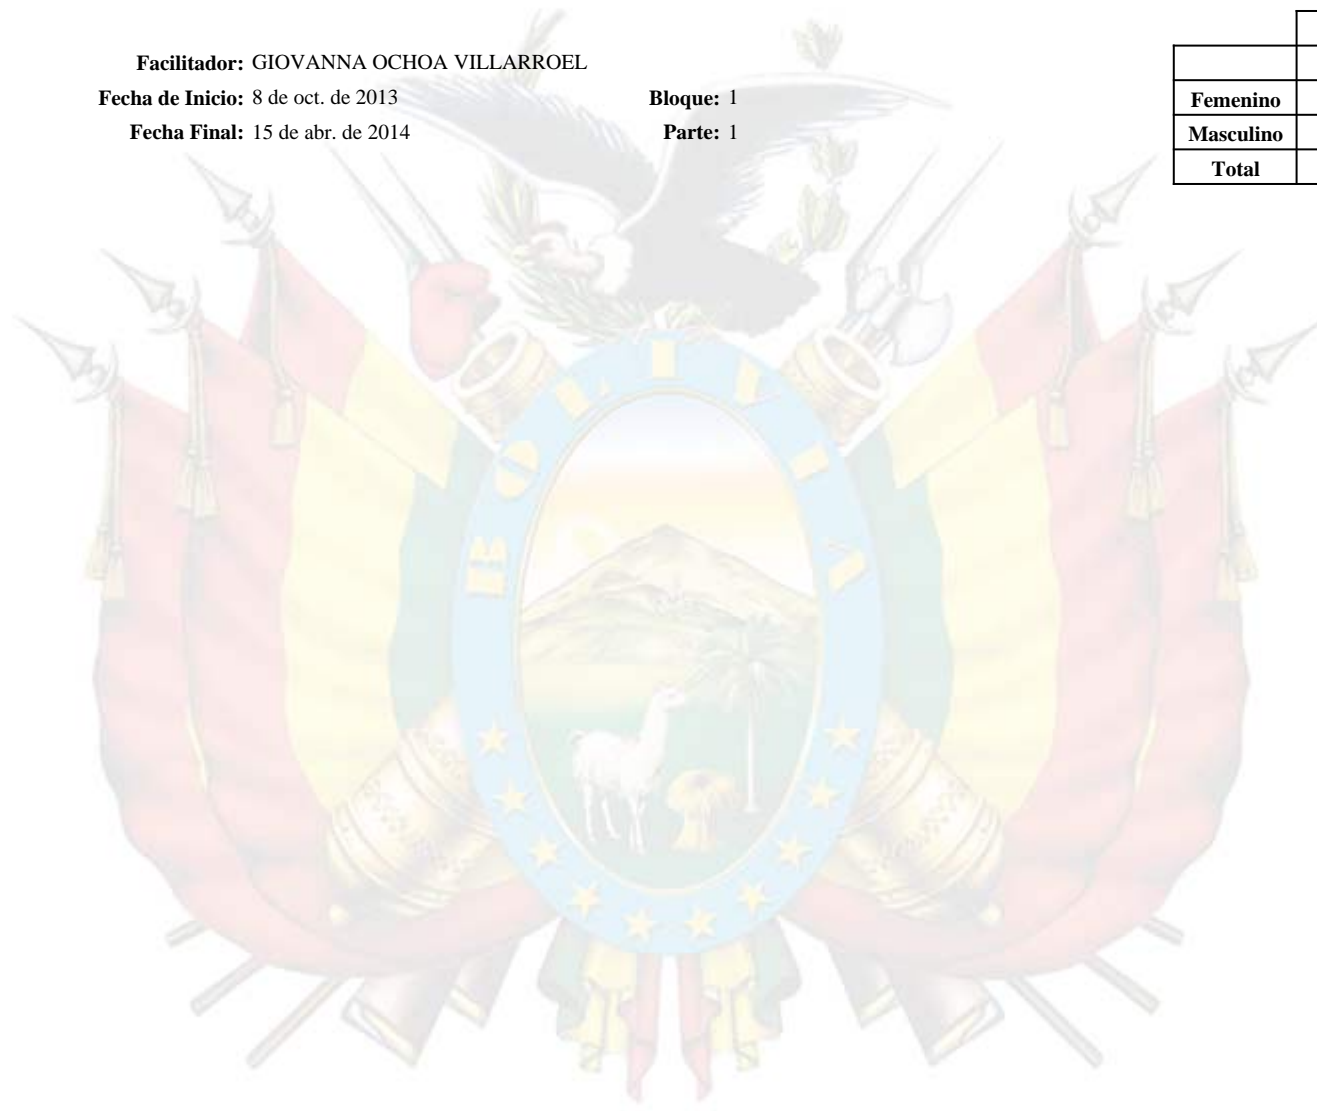 Facilitador: GIOVANNA OCHOA VILLARROEL
Fecha de Inicio: 8 de oct. de 2013 Bloque: 1
Fecha Final: 15 de abr. de 2014 Parte: 1
Femenino
Masculino
Total
BOLIVIA